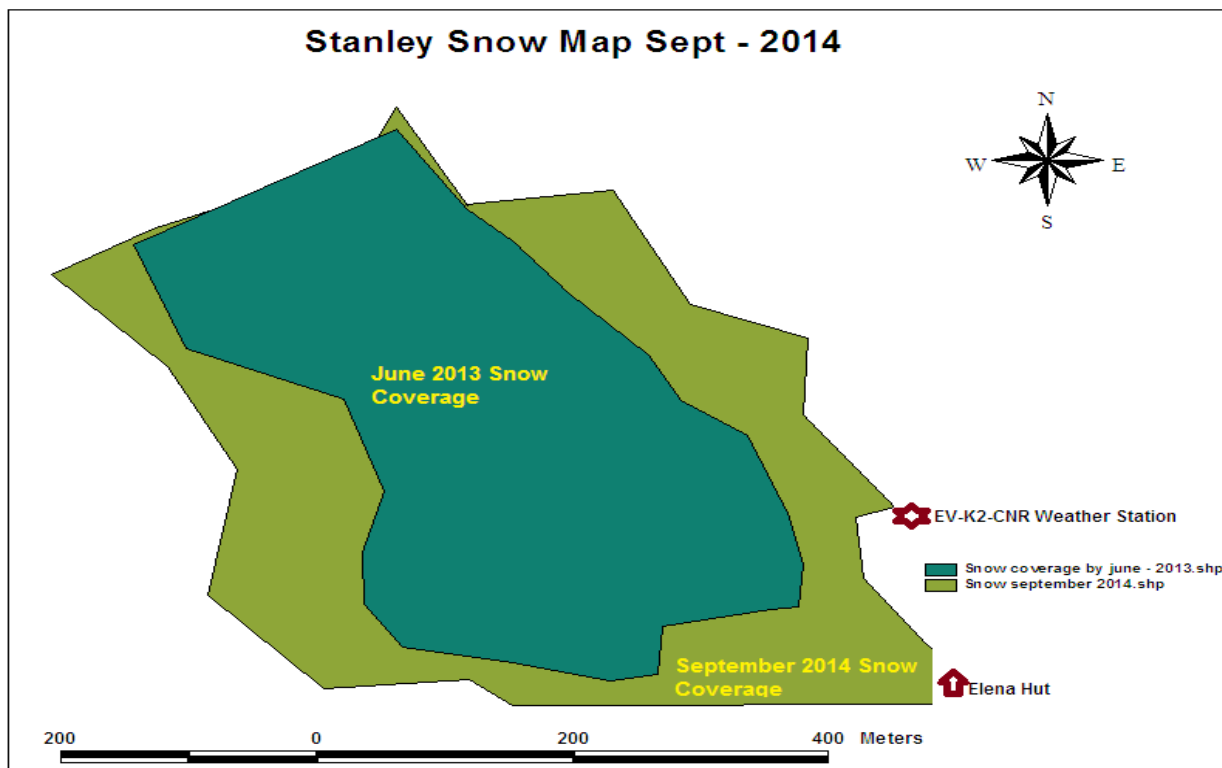 Stanley Snow Map Sept - 2014
N
W
E
S
June 2013 Snow
Coverage
EV-K2-CNR Weather Station
Snow coverage by june - 2013.shp
Snow september 2014.shp
September 2014 Snow
Coverage
Elena Hut
200 0 200 400 Meters